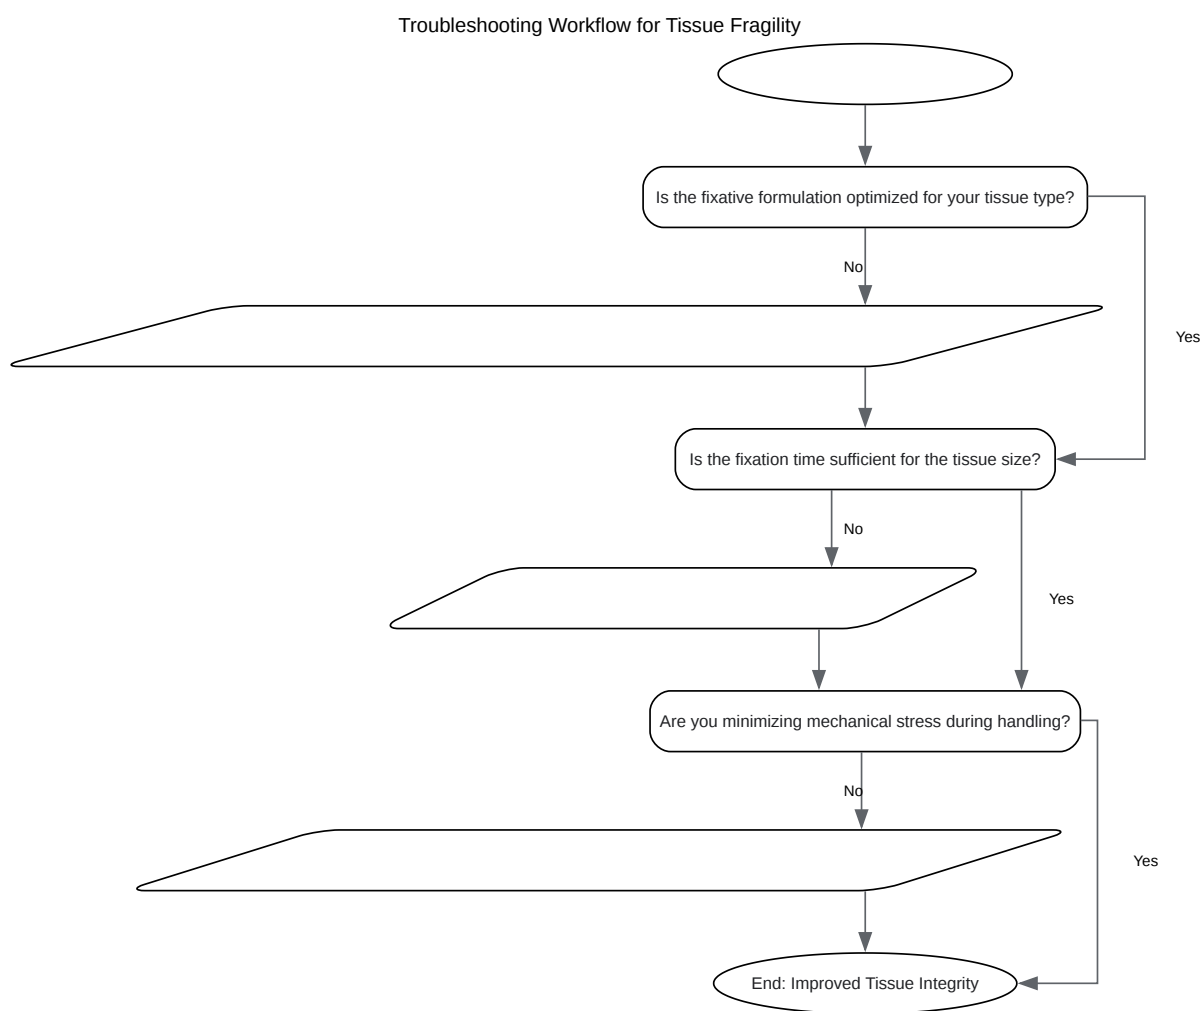 Troubleshooting Workflow for Tissue Fragility
Is the fixative formulation optimized for your tissue type?
No
Yes
Is the fixation time sufficient for the tissue size?
No
Yes
Are you minimizing mechanical stress during handling?
No
Yes
End: Improved Tissue Integrity